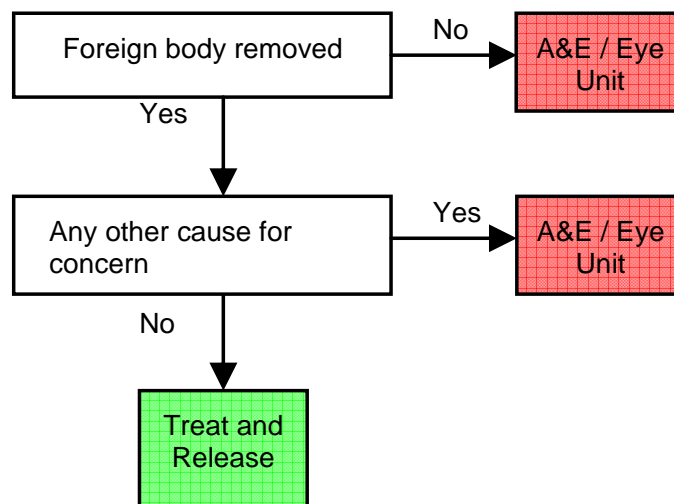 Foreign body removed
No
A&E / Eye
Unit
Yes
Any other cause for
concern
Yes
A&E / Eye
Unit
No
Treat and
Release